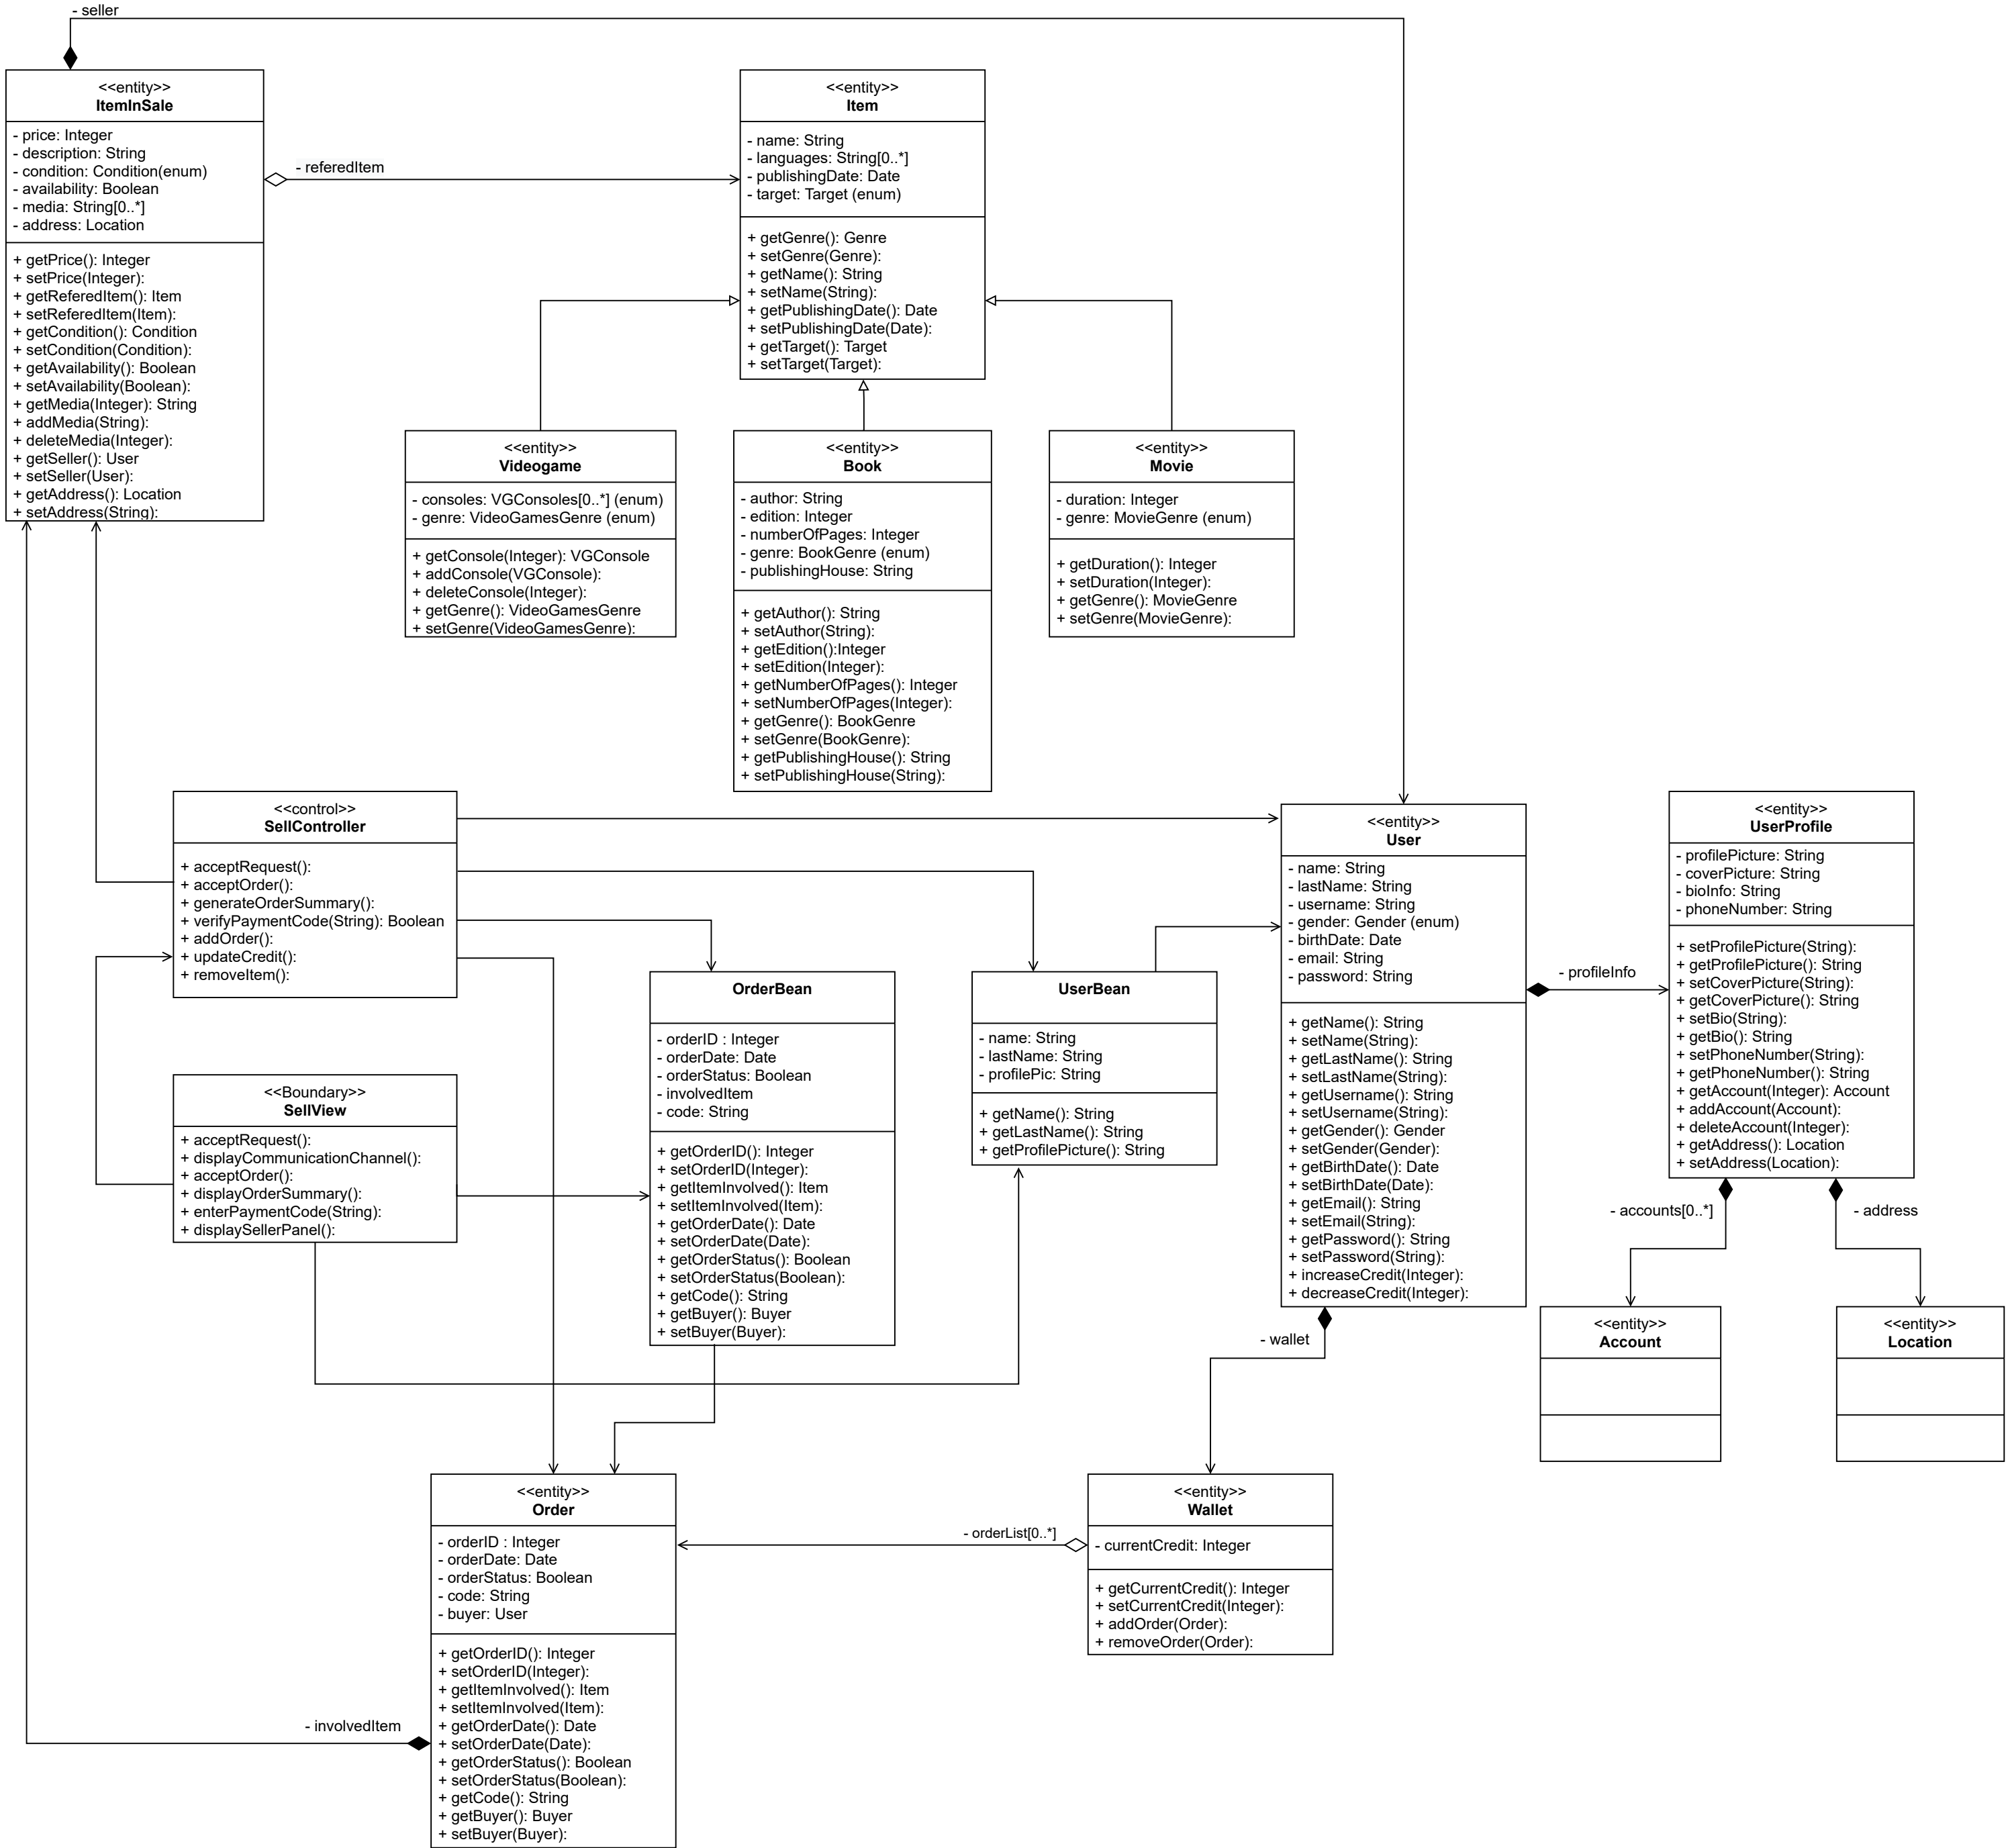 - seller
<<entity>>
ItemInSale
- price: Integer
- description: String
- condition: Condition(enum)
- availability: Boolean
- media: String[0..*]
- address: Location
+ getPrice(): Integer
+ setPrice(Integer):
+ getReferedItem(): Item
+ setReferedItem(Item):
+ getCondition(): Condition
+ setCondition(Condition):
+ getAvailability(): Boolean
+ setAvailability(Boolean):
+ getMedia(Integer): String
+ addMedia(String):
+ deleteMedia(Integer):
+ getSeller(): User
+ setSeller(User):
+ getAddress(): Location
+ setAddress(String):
- referedItem
<<entity>>
Item
- name: String
- languages: String[0..*]
- publishingDate: Date
- target: Target (enum)
+ getGenre(): Genre
+ setGenre(Genre):
+ getName(): String
+ setName(String):
+ getPublishingDate(): Date
+ setPublishingDate(Date):
+ getTarget(): Target
+ setTarget(Target):
<<entity>>
Videogame
- consoles: VGConsoles[0..*] (enum)
- genre: VideoGamesGenre (enum)
+ getConsole(Integer): VGConsole
+ addConsole(VGConsole):
+ deleteConsole(Integer):
+ getGenre(): VideoGamesGenre
+ setGenre(VideoGamesGenre):
<<entity>>
Book
- author: String
- edition: Integer
- numberOfPages: Integer
- genre: BookGenre (enum)
- publishingHouse: String
+ getAuthor(): String
+ setAuthor(String):
+ getEdition():Integer
+ setEdition(Integer):
+ getNumberOfPages(): Integer
+ setNumberOfPages(Integer):
+ getGenre(): BookGenre
+ setGenre(BookGenre):
+ getPublishingHouse(): String
+ setPublishingHouse(String):
<<entity>>
Movie
- duration: Integer
- genre: MovieGenre (enum)
+ getDuration(): Integer
+ setDuration(Integer):
+ getGenre(): MovieGenre
+ setGenre(MovieGenre):
<<control>>
SellController
+ acceptRequest():
+ acceptOrder():
+ generateOrderSummary():
+ verifyPaymentCode(String): Boolean
+ addOrder():
+ updateCredit():
+ removeItem():
<<Boundary>>
SellView
+ acceptRequest():
+ displayCommunicationChannel():
+ acceptOrder():
+ displayOrderSummary():
+ enterPaymentCode(String):
+ displaySellerPanel():
OrderBean
- orderID : Integer
- orderDate: Date
- orderStatus: Boolean
- involvedItem
- code: String
+ getOrderID(): Integer
+ setOrderID(Integer):
+ getItemInvolved(): Item
+ setItemInvolved(Item):
+ getOrderDate(): Date
+ setOrderDate(Date):
+ getOrderStatus(): Boolean
+ setOrderStatus(Boolean):
+ getCode(): String
+ getBuyer(): Buyer
+ setBuyer(Buyer):
UserBean
- name: String
- lastName: String
- profilePic: String
+ getName(): String
+ getLastName(): String
+ getProfilePicture(): String
<<entity>>
User
- name: String
- lastName: String
- username: String
- gender: Gender (enum)
- birthDate: Date
- email: String
- password: String
+ getName(): String
+ setName(String):
+ getLastName(): String
+ setLastName(String):
+ getUsername(): String
+ setUsername(String):
+ getGender(): Gender
+ setGender(Gender):
+ getBirthDate(): Date
+ setBirthDate(Date):
+ getEmail(): String
+ setEmail(String):
+ getPassword(): String
+ setPassword(String):
+ increaseCredit(Integer):
+ decreaseCredit(Integer):
- profileInfo
<<entity>>
UserProfile
- profilePicture: String
- coverPicture: String
- bioInfo: String
- phoneNumber: String
+ setProfilePicture(String):
+ getProfilePicture(): String
+ setCoverPicture(String):
+ getCoverPicture(): String
+ setBio(String):
+ getBio(): String
+ setPhoneNumber(String):
+ getPhoneNumber(): String
+ getAccount(Integer): Account
+ addAccount(Account):
+ deleteAccount(Integer):
+ getAddress(): Location
+ setAddress(Location):
- accounts[0..*]
- address
<<entity>>
Account
<<entity>>
Location
- wallet
<<entity>>
Order
- orderID : Integer
- orderDate: Date
- orderStatus: Boolean
- code: String
- buyer: User
+ getOrderID(): Integer
+ setOrderID(Integer):
+ getItemInvolved(): Item
+ setItemInvolved(Item):
+ getOrderDate(): Date
+ setOrderDate(Date):
+ getOrderStatus(): Boolean
+ setOrderStatus(Boolean):
+ getCode(): String
+ getBuyer(): Buyer
+ setBuyer(Buyer):
- involvedItem
- orderList[0..*]
<<entity>>
Wallet
- currentCredit: Integer
+ getCurrentCredit(): Integer
+ setCurrentCredit(Integer):
+ addOrder(Order):
+ removeOrder(Order):